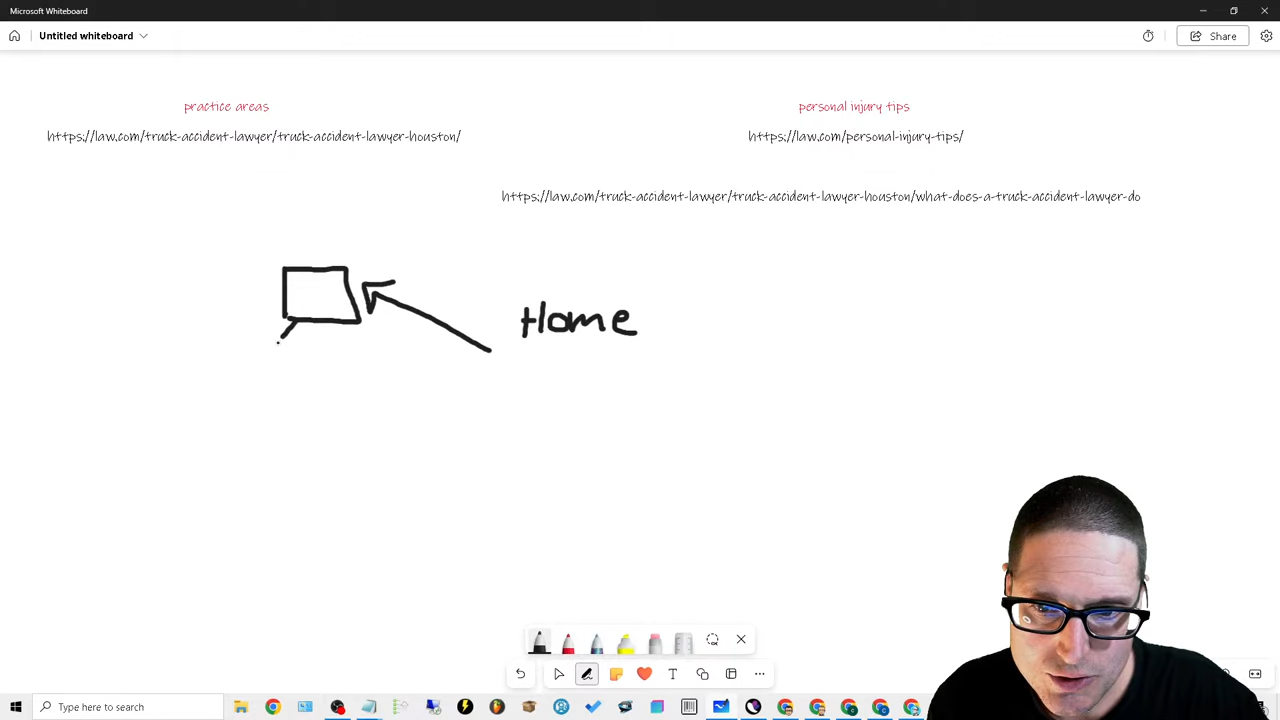 Microsoft Whiteboard
Untitled whiteboard
Share
practice areas
https://law.com/truck-accident-lawyer/truck-accident-lawyer-houston/
personal injury tips
https://law.com/personal-injury-tips/
https://law.com/truck-accident-lawyer/truck-accident-lawyer-houston/what-does-a-truck-accident-lawyer-do
Home
Type here to search